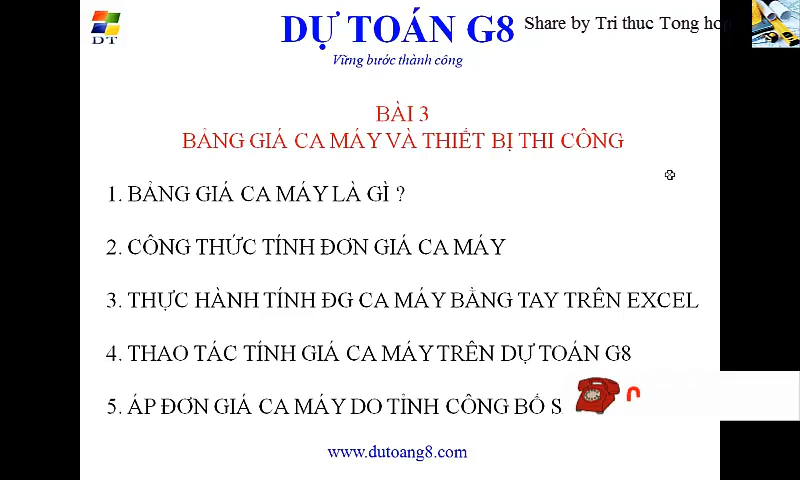 DT
DỰ TOÁN G8
Share by Tri thuc Tong hop
Vững bước thành công
BÀI 3
BẢNG GIÁ CA MÁY VÀ THIẾT BỊ THI CÔNG
1. BẢNG GIÁ CA MÁY LÀ GÌ ?
2. CÔNG THỨC TÍNH ĐƠN GIÁ CA MÁY
3. THỰC HÀNH TÍNH ĐG CA MÁY BẰNG TAY TRÊN EXCEL
4. THAO TÁC TÍNH GIÁ CA MÁY TRÊN DỰ TOÁN G8
5. ÁP ĐƠN GIÁ CA MÁY DO TỈNH CÔNG BỐ S
www.dutoang8.com